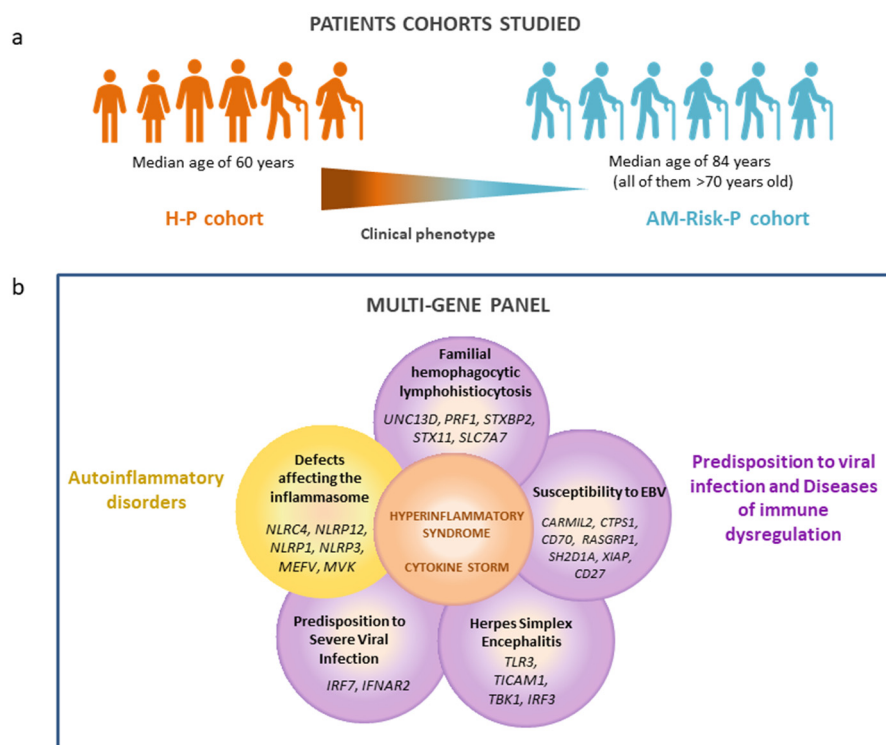 a
PATIENTS COHORTS STUDIED
Median age of 60 years
H-P cohort
Clinical phenotype
Median age of 84 years
(all of them >70 years old)
AM-Risk-P cohort
b
MULTI-GENE PANEL
Familial
hemophagocytic
lymphohistiocytosis
UNC13D, PRF1, STXBP2,
STX11, SLC7A7
Autoinflammatory
disorders
Defects
affecting the
inflammasome
NLRC4, NLRP12,
NLRP1, NLRP3,
MEFV, MVK
HYPERINFLAMMATORY
SYNDROME
CYTOKINE STORM
Susceptibility to EBV
CARMIL2, CTPS1,
CD70, RASGRP1,
SH2D1A, XIAP,
CD27
Predisposition to viral
infection and Diseases
of immune
dysregulation
Predisposition to
Severe Viral
Infection
IRF7, IFNAR2
Herpes Simplex
Encephalitis
TLR3,
TICAM1,
TBK1, IRF3